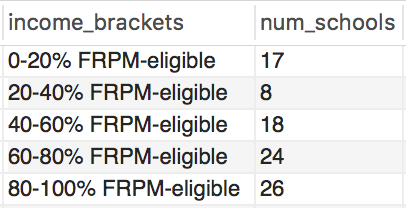 income_brackets num_schools
0-20% FRPM-eligible 17
20-40% FRPM-eligible 8
40-60% FRPM-eligible 18
60-80% FRPM-eligible 24
80-100% FRPM-eligible 26